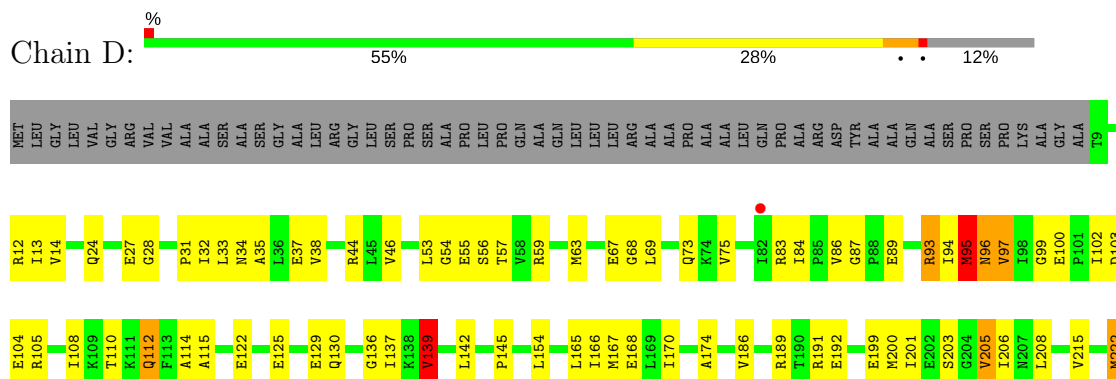 %
Chain D:
55% 28% • • 12%
MET LEU GLY LEU LEU VAL GLY ARG VAL VAL ALA ALA SER ALA ALA SER GLY ALA LEU ARG GLY LEU SER PRO SER ALA PRO LEU PRO GLN ALA GLN LEU LEU LEU ARG ALA ALA PRO ALA ALA LEU GLN PRO ALA ARG ASP TYR ALA ALA GLN ALA SER PRO SER PRO LYS ALA GLY ALA T9
R12 I13 V14 Q24 E27 G28 P31 I32 L33 N34 A35 L36 E37 V38 R44 L45 V46 L53 G54 E55 S56 T57 V58 R59 M63 E67 G68 L69 Q73 K74 V75 I82 R83 I84 P85 V86 G87 P88 E89 R93 I94 M95 N96 V97 I98 G99 E100 P101 I102
E104 R105 I108 K109 T110 K111 Q112 F113 A114 A115 E122 E125 E129 Q130 G136 I137 K138 V139 L142 P145 L154 L165 I166 M167 E168 L169 I170 A174 V186 R189 T190 R191 E192 E199 M200 I201 E202 S203 G204 V205 I206 N207 L208 V215